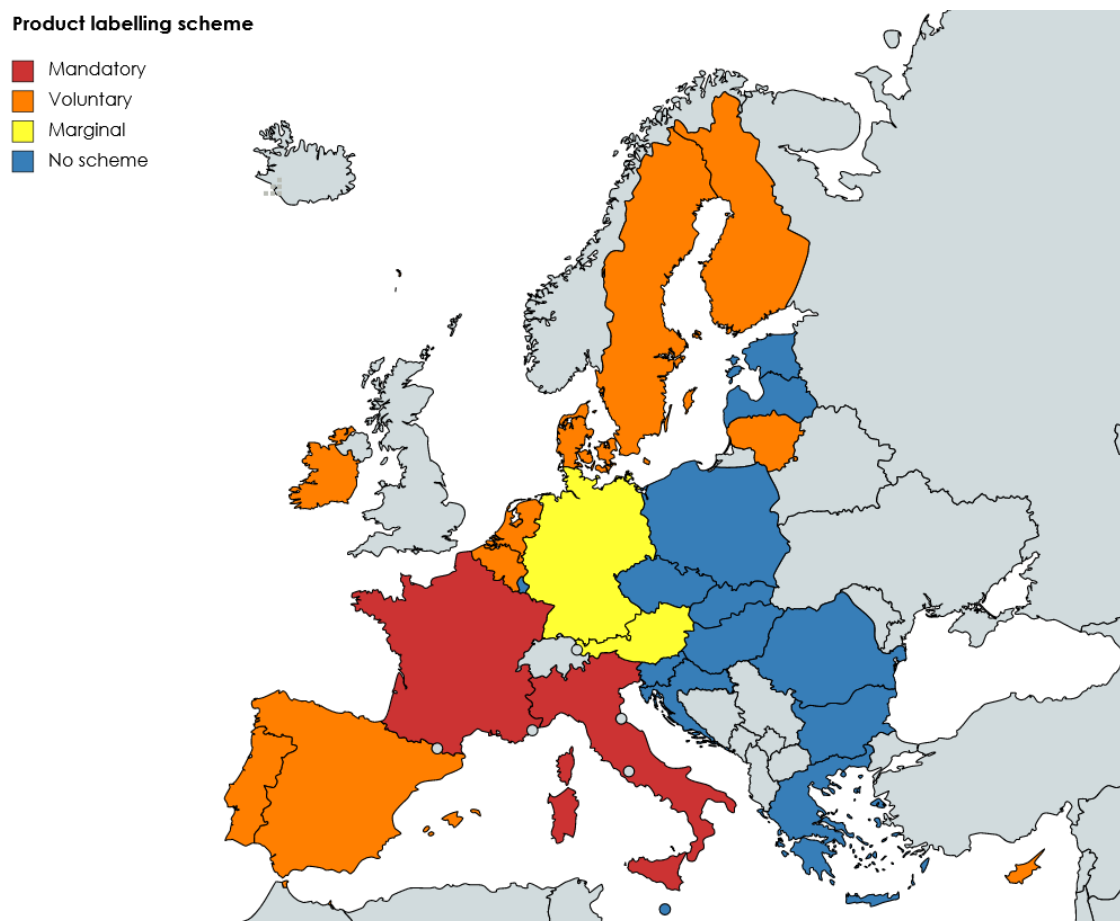 Product labelling scheme
Mandatory
Voluntary
Marginal
No scheme